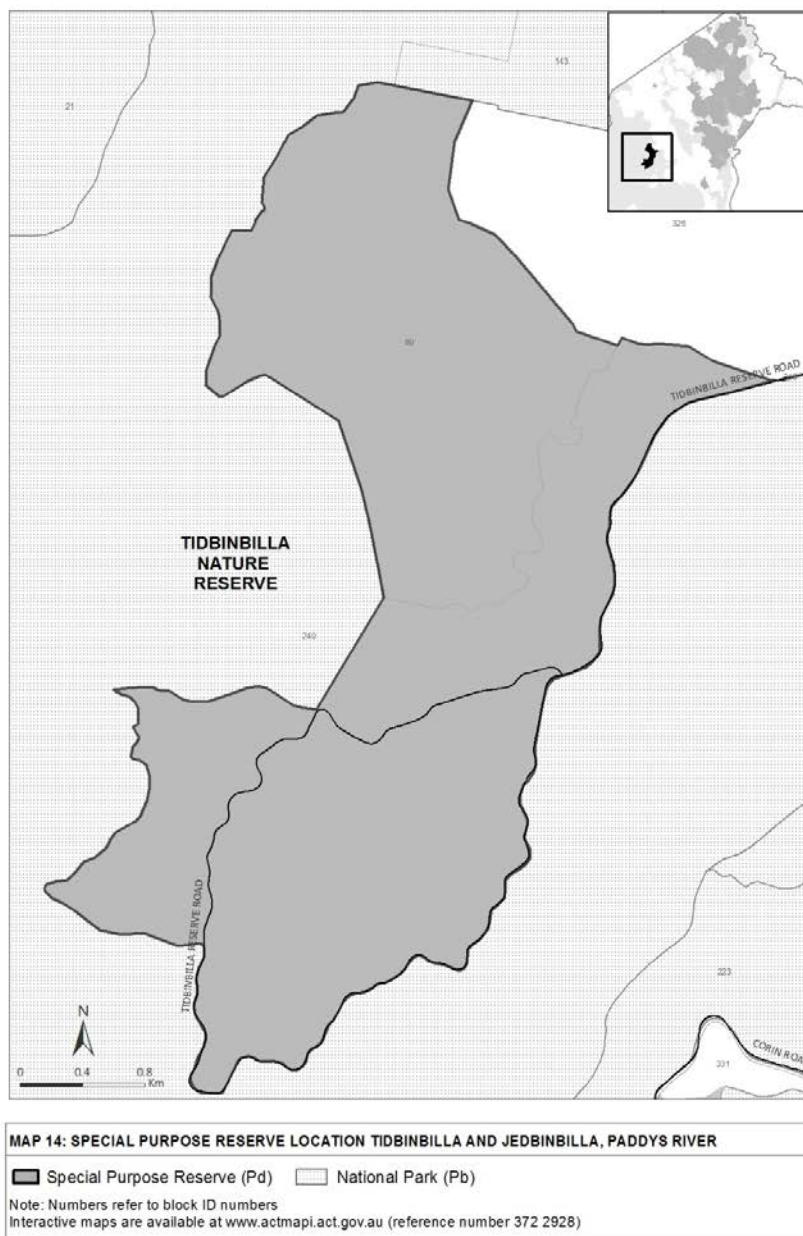 143
21
326
TIDBINBILLA RESERVE ROAD
TIDBINBILLA
NATURE
RESERVE
249
TIDBINBILLA RESERVE ROAD
223
N
CORIN ROA
0 0.4 0.8
Km
MAP 14: SPECIAL PURPOSE RESERVE LOCATION TIDBINBILLA AND JEDBINBILLA, PADDYS RIVER
Special Purpose Reserve (Pd) National Park (Pb)
Note: Numbers refer to block ID numbers
Interactive maps are available at www.actmapi.act.gov.au (reference number 372 2928)